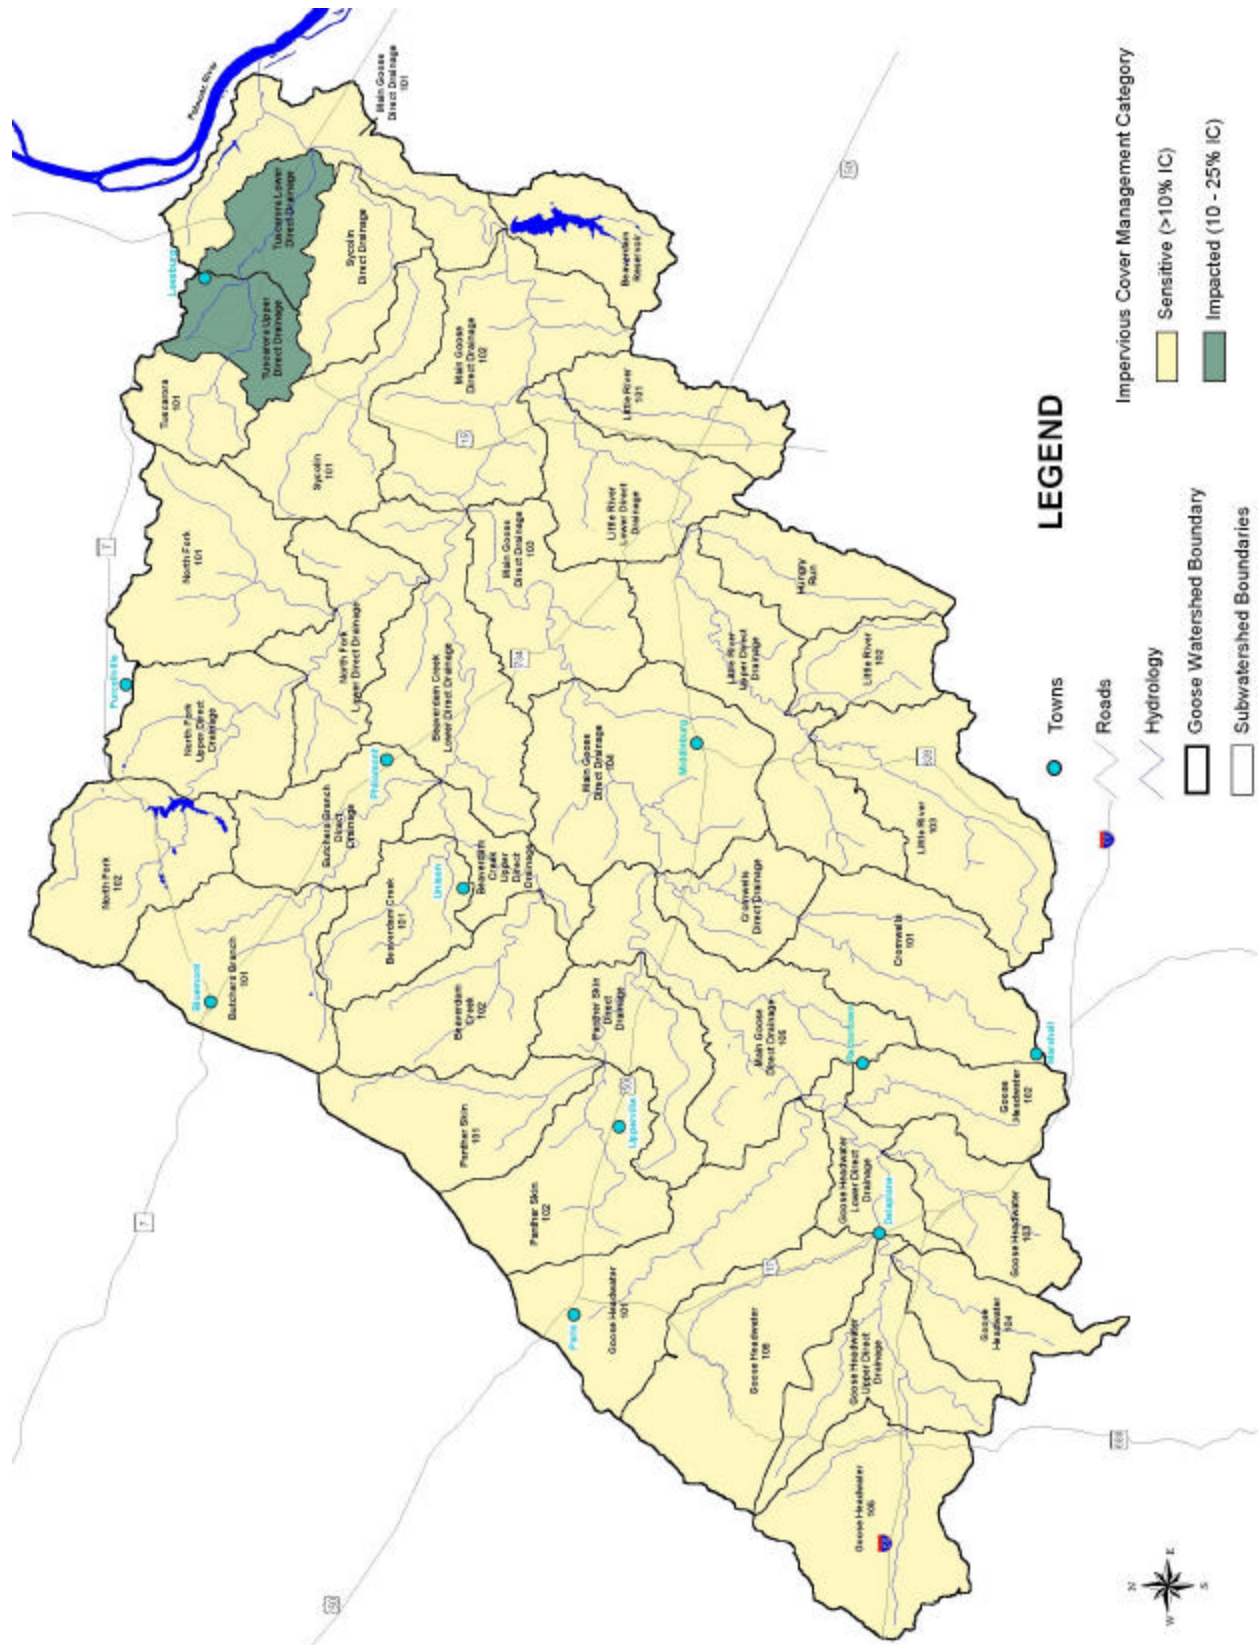 Potomac River
Main Goose
Direct Drainage
101
Leesburg
Tuscarora Lower
Direct Drainage
Tuscarora Upper
Direct Drainage
Sycolin
Direct Drainage
Beaverdam
Reservoir
50
Tuscarora
101
Main Goose
Direct Drainage
102
Little River
101
15
Sycolin
101
7
North Fork
101
Main Goose
Direct Drainage
103
Little River
Lower Direct
Drainage
Hungry
Run
Purcellville
North Fork
Upper Direct
Drainage
North Fork
Lower Direct Drainage
Beaverdam Creek
Lower Direct Drainage
734
Little River
Upper Direct
Drainage
Little River
102
Philomont
Main Goose
Direct Drainage
104
Middleburg
Butchers Branch
Direct
Drainage
Unison
Beaverdam
Creek
Upper
Direct
Drainage
Little River
103
North Fork
102
Beaverdam Creek
101
Cromwells
Direct Drainage
Cromwells
101
Bluemont
Butchers Branch
101
Beaverdam
Creek
102
Panther Skin
Direct
Drainage
Main Goose
Direct Drainage
105
Rectortown
Marshall
Panther Skin
101
50
Upperville
Goose
Headwater
102
7
Panther Skin
102
Goose Headwater
Lower Direct
Drainage
Delaplane
Goose Headwater
103
Paris
Goose Headwater
101
17
Goose Headwater
Upper Direct
Drainage
Goose
Headwater
104
50
Goose Headwater
105
N
E
S
W
LEGEND
Towns
Roads
Hydrology
Goose Watershed Boundary
Subwatershed Boundaries
Impervious Cover Management Category
Sensitive (>10% IC)
Impacted (10 - 25% IC)